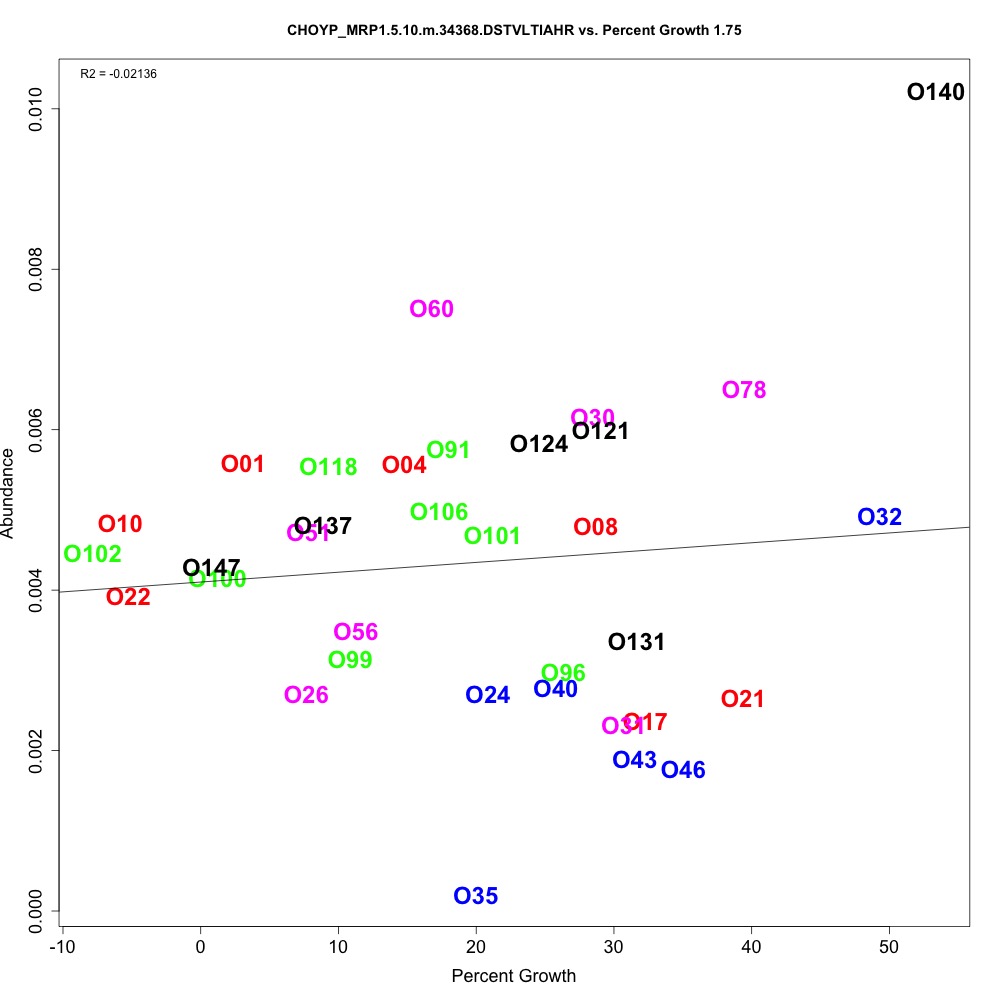 CHOYP_MRP1.5.10.m.34368.DSTVLTIAHR vs. Percent Growth 1.75
R2 = -0.02136
O140
O60
O78
O30
O121
O124
O91
O01
O118
O04
O106
O32
O10
O137
O08
O51
O101
O102
O147
O100
O22
O56
O131
O99
O96
O40
O26
O24
O21
O17
O31
O43
O46
O35
0.010
0.008
0.006
0.004
0.002
0.000
Abundance
-10 0 10 20 30 40 50
Percent Growth